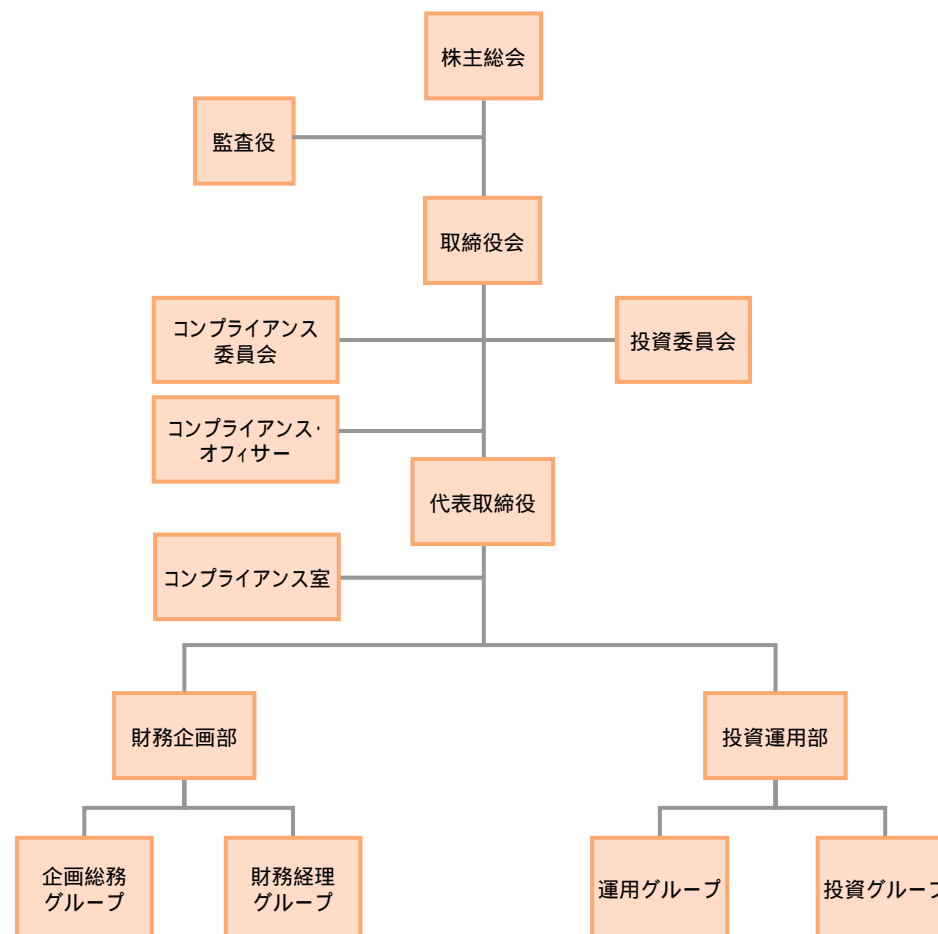 株主総会
監査役
取締役会
コンプライアンス
委員会
投資委員会
コンプライアンス・
オフィサー
代表取締役
コンプライアンス室
財務企画部
投資運用部
企画総務
グループ
財務経理
グループ
運用グループ
投資グループ